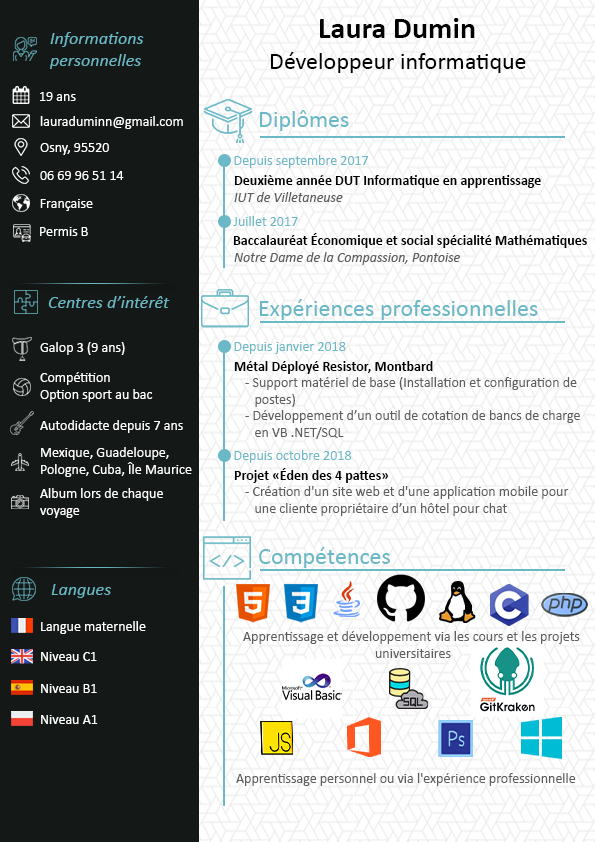 Laura Dumin
Développeur informatique
Informations
personnelles
19 ans
lauraduminn@gmail.com
Osny, 95520
06 69 96 51 14
Française
Permis B
Centres d'intérêt
Galop 3 (9 ans)
Compétition
Option sport au bac
Autodidacte depuis 7 ans
Mexique, Guadeloupe,
Pologne, Cuba, Île Maurice
Album lors de chaque
voyage
Langues
Langue maternelle
Niveau C1
Niveau B1
Niveau A1
Diplômes
Depuis septembre 2017
Deuxième année DUT Informatique en apprentissage
IUT de Villetaneuse
Juillet 2017
Baccalauréat Économique et social spécialité Mathématiques
Notre Dame de la Compassion, Pontoise
Expériences professionnelles
Depuis janvier 2018
Métal Déployé Resistor, Montbard
- Support matériel de base (Installation et configuration de
postes)
- Développement d'un outil de cotation de bancs de charge
en VB .NET/SQL
Depuis octobre 2018
Projet «Éden des 4 pattes»
- Création d'un site web et d'une application mobile pour
une cliente propriétaire d'un hôtel pour chat
Compétences
5 3 Java C php
Apprentissage et développement via les cours et les projets
universitaires
Microsoft
Visual Basic
SQL
GitKraken
JS Ps
Apprentissage personnel ou via l'expérience professionnelle